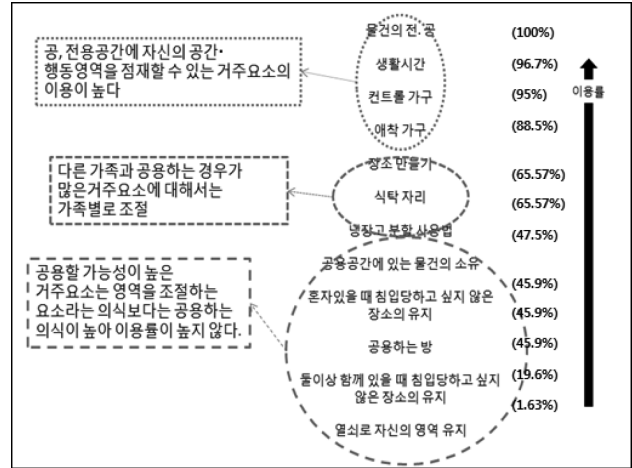 물건의 전. 공
(100%)
공, 전용공간에 자신의 공간·
행동영역을 점재할 수 있는 거주요소의
이용이 높다
생활시간
(96.7%)
컨트롤 가구
(95%)
이용률
애착 가구
(88.5%)
장소 만들기
(65.57%)
다른 가족과 공용하는 경우가
많은거주요소에 대해서는
가족별로 조절
식탁 자리
(65.57%)
냉장고 분할 사용법
(47.5%)
공용할 가능성이 높은
거주요소는 영역을 조절하는
요소라는 의식보다는 공용하는
의식이 높아 이용률이 높지 않다.
공용공간에 있는 물건의 소유
(45.9%)
혼자있을 때 침입당하고 싶지 않은
장소의 유지
(45.9%)
공용하는 방
(45.9%)
둘이상 함께 있을 때 침입당하고 싶지
않은 장소의 유지
(19.6%)
(1.63%)
열쇠로 자신의 영역 유지